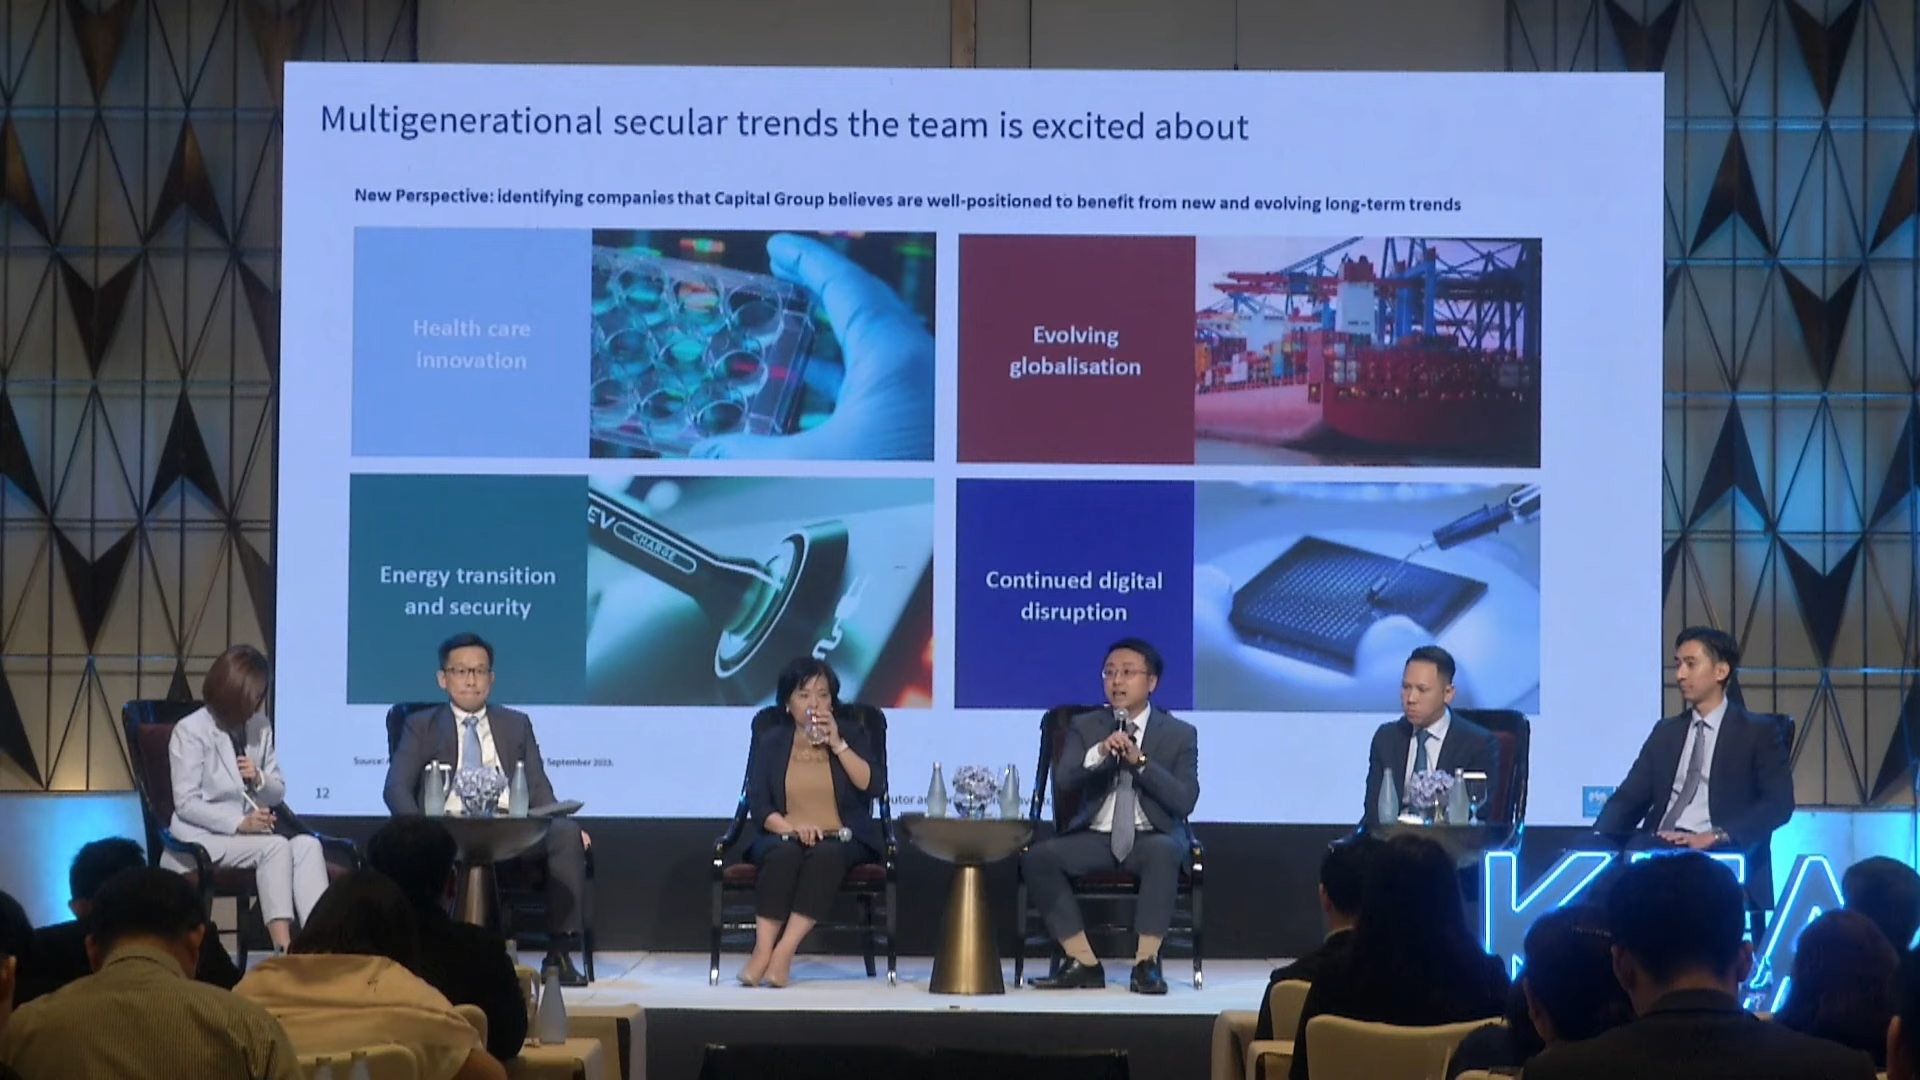 Multigenerational secular trends the team is excited about
New Perspective: identifying companies that Capital Group believes are well-positioned to benefit from new and evolving long-term trends
Health care
innovation
Evolving
globalisation
EV
CHARGE
Energy transition
and security
Continued digital
disruption
Source:
September 2023.
12